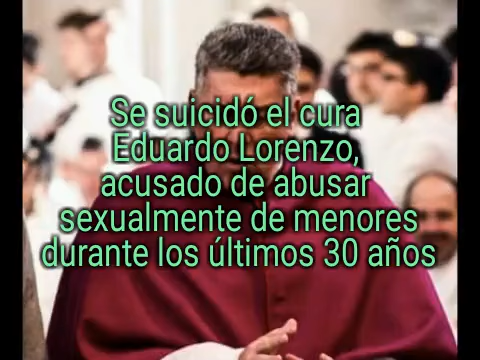 Se suicidó el cura
Eduardo Lorenzo,
acusado de abusar
sexualmente de menores
durante los últimos 30 años